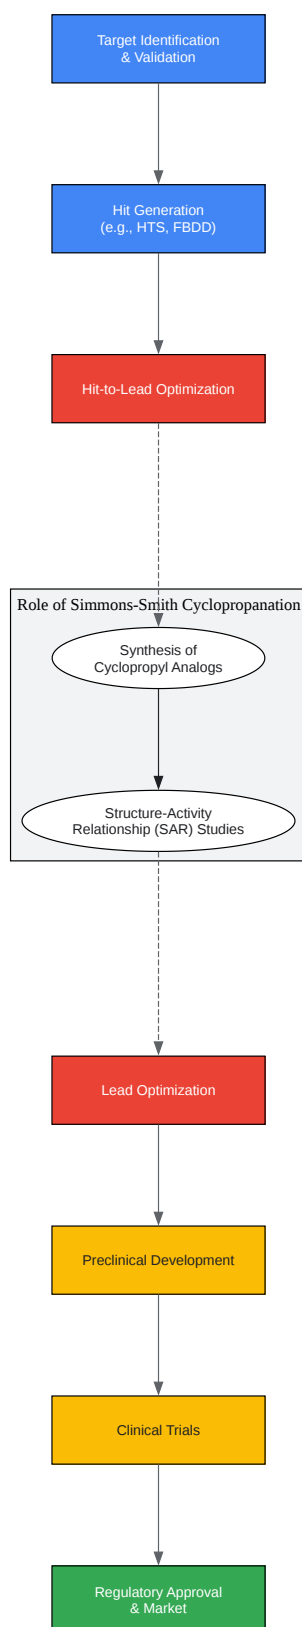 Target Identification
& Validation
Hit Generation
(e.g., HTS, FBDD)
Hit-to-Lead Optimization
Role of Simmons-Smith Cyclopropanation
Synthesis of
Cyclopropyl Analogs
Structure-Activity
Relationship (SAR) Studies
Lead Optimization
Preclinical Development
Clinical Trials
Regulatory Approval
& Market